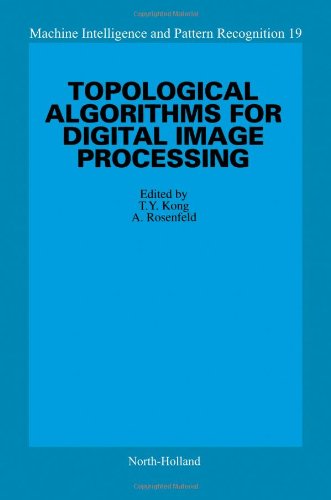 Machine Intelligence and Pattern Recognition 19
TOPOLOGICAL
ALGORITHMS FOR
DIGITAL IMAGE
PROCESSING
Edited by
T.Y. Kong
A. Rosenfeld
North-Holland